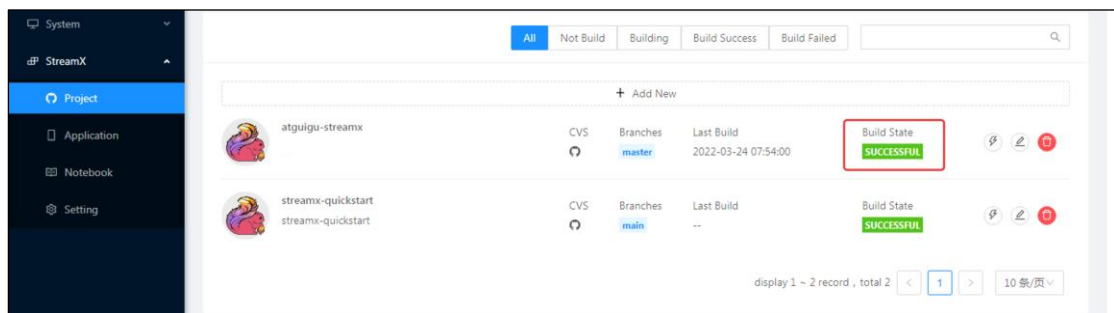 System
StreamX
Project
Application
Notebook
Setting
All Not Build Building Build Success Build Failed
+ Add New
atguigu-streamx
CVS Branches Last Build Build State
master 2022-03-24 07:54:00 SUCCESSFUL
streamx-quickstart
streamx-quickstart
CVS Branches Last Build Build State
main -- SUCCESSFUL
display 1 ~ 2 record , total 2 < 1 > 10 条/页